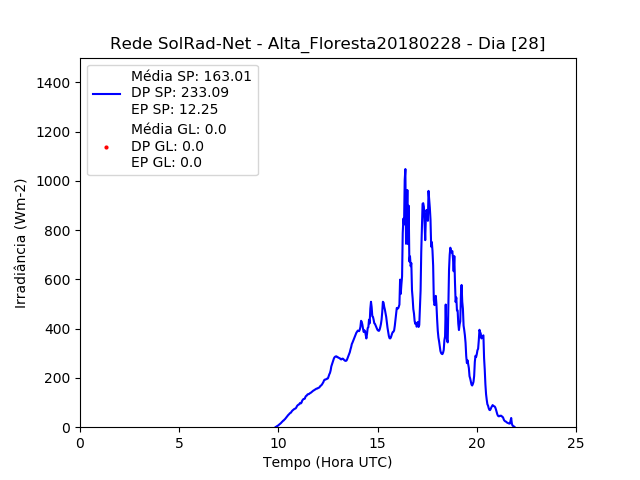 Rede SolRad-Net - Alta_Floresta20180228 - Dia [28]
Média SP: 163.01
DP SP: 233.09
EP SP: 12.25
Média GL: 0.0
DP GL: 0.0
EP GL: 0.0
Irradiância (Wm-2)
1400
1200
1000
800
600
400
200
0
0 5 10 15 20 25
Tempo (Hora UTC)